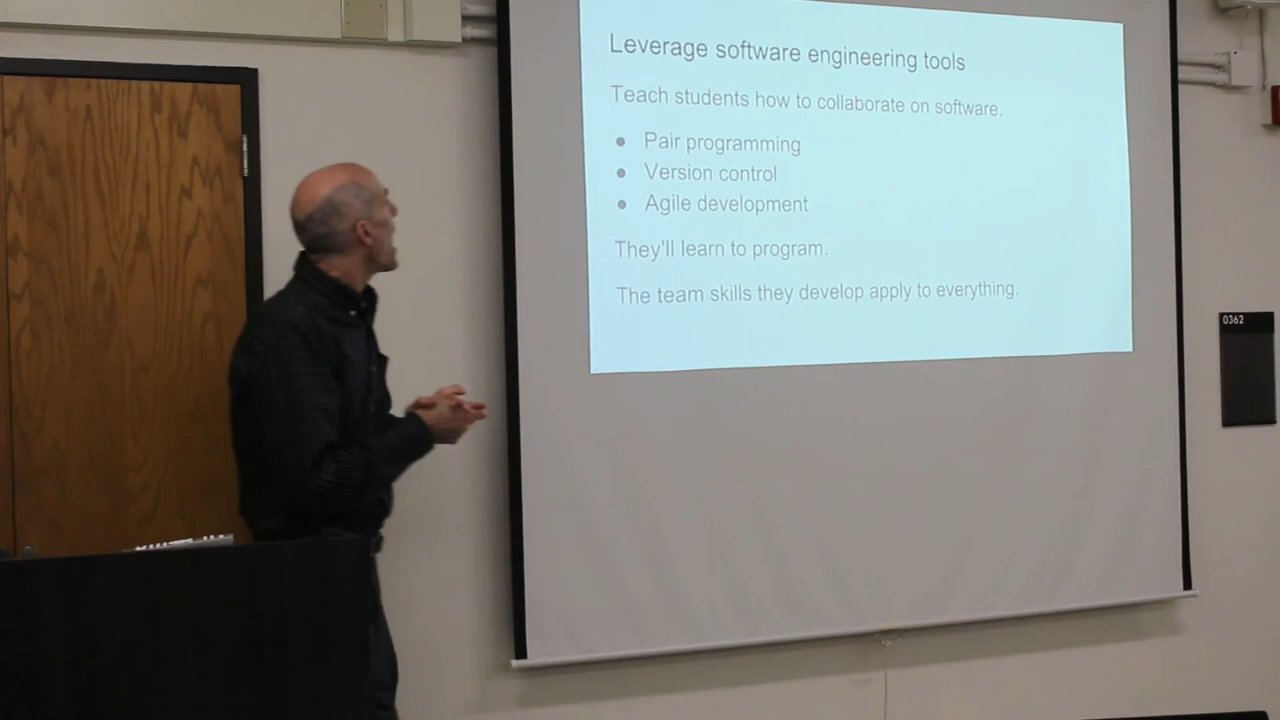 Leverage software engineering tools
Teach students how to collaborate on software.
● Pair programming
● Version control
● Agile development
They'll learn to program.
The team skills they develop apply to everything.
0362